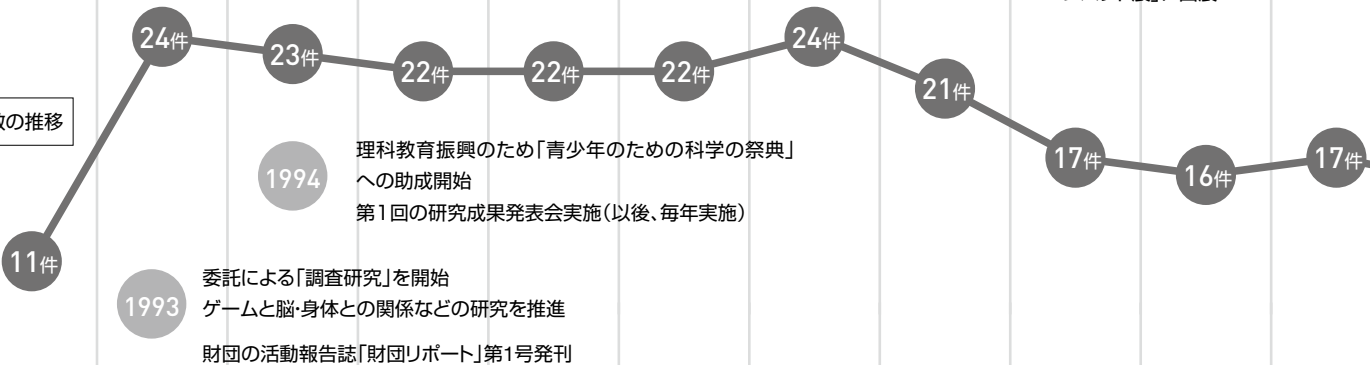 24件
23件
22件
22件
22件
24件
21件
17件
16件
17件
11件
の推移
1994
理科教育振興のため「青少年のための科学の祭典」
への助成開始
第1回の研究成果発表会実施（以後、毎年実施）
1993
委託による「調査研究」を開始
ゲームと脳・身体との関係などの研究を推進
財団の活動報告誌「財団リポート」第1号発刊